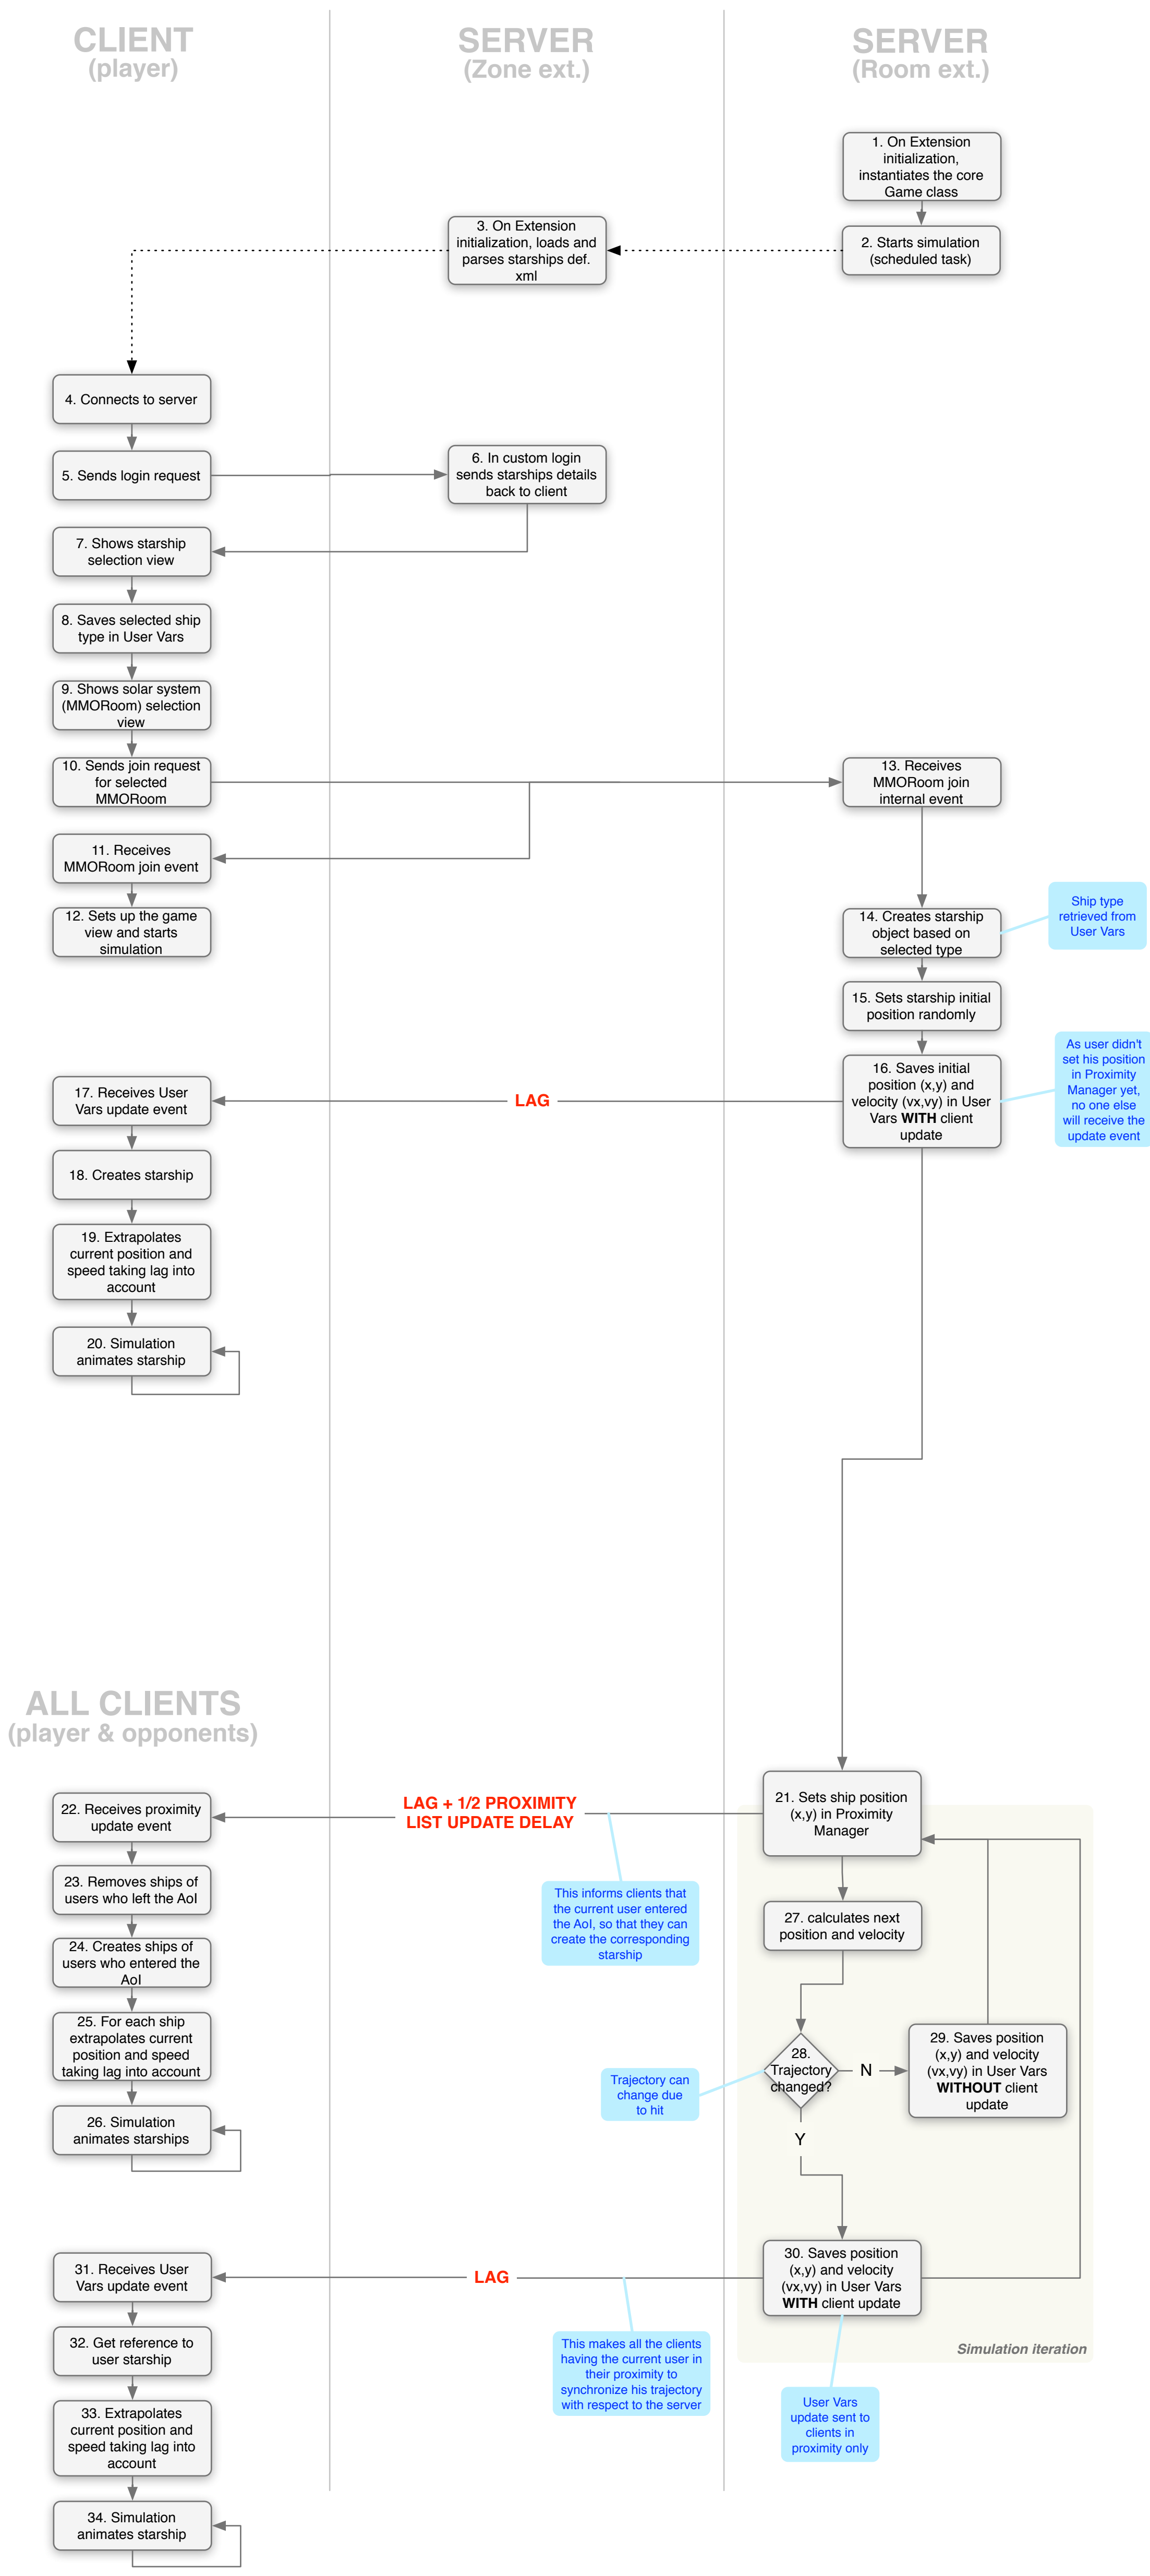 CLIENT
(player)
SERVER
(Zone ext.)
SERVER
(Room ext.)
1. On Extension
initialization,
instantiates the core
Game class
2. Starts simulation
(scheduled task)
3. On Extension
initialization, loads and
parses starships def.
xml
4. Connects to server
5. Sends login request
6. In custom login
sends starships details
back to client
7. Shows starship
selection view
8. Saves selected ship
type in User Vars
9. Shows solar system
(MMORoom) selection
view
10. Sends join request
for selected
MMORoom
13. Receives
MMORoom join
internal event
11. Receives
MMORoom join event
12. Sets up the game
view and starts
simulation
14. Creates starship
object based on
selected type
Ship type
retrieved from
User Vars
15. Sets starship initial
position randomly
16. Saves initial
position (x,y) and
velocity (vx,vy) in User
Vars WITH client
update
As user didn't
set his position
in Proximity
Manager yet,
no one else
will receive the
update event
LAG
17. Receives User
Vars update event
18. Creates starship
19. Extrapolates
current position and
speed taking lag into
account
20. Simulation
animates starship
ALL CLIENTS
(player & opponents)
21. Sets ship position
(x,y) in Proximity
Manager
LAG + 1/2 PROXIMITY
LIST UPDATE DELAY
22. Receives proximity
update event
23. Removes ships of
users who left the AoI
24. Creates ships of
users who entered the
AoI
25. For each ship
extrapolates current
position and speed
taking lag into account
26. Simulation
animates starships
This informs clients that
the current user entered
the AoI, so that they can
create the corresponding
starship
27. calculates next
position and velocity
28.
Trajectory
changed?
N
Y
Trajectory can
change due
to hit
29. Saves position
(x,y) and velocity
(vx,vy) in User Vars
WITHOUT client
update
30. Saves position
(x,y) and velocity
(vx,vy) in User Vars
WITH client update
LAG
31. Receives User
Vars update event
32. Get reference to
user starship
33. Extrapolates
current position and
speed taking lag into
account
34. Simulation
animates starship
This makes all the clients
having the current user in
their proximity to
synchronize his trajectory
with respect to the server
Simulation iteration
User Vars
update sent to
clients in
proximity only